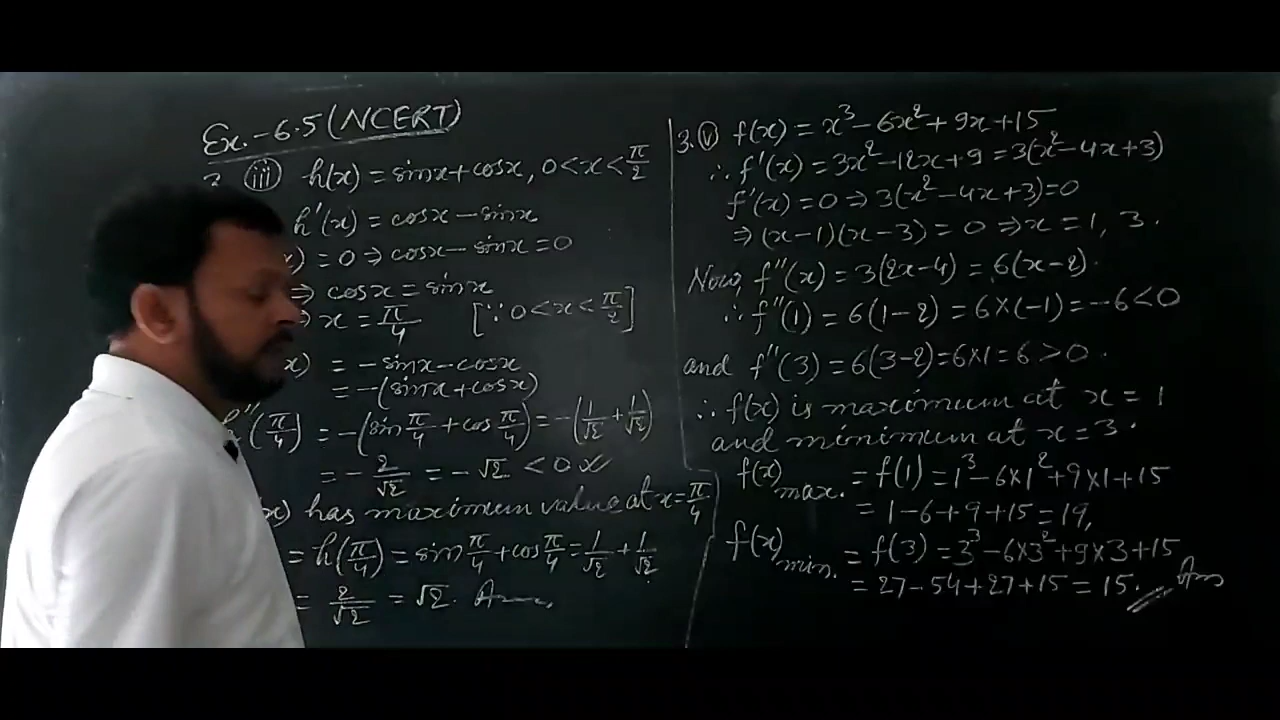 Ex.-6.5 (NCERT)
(iii) h(x) = sinx + cosx, 0<x<π/2
h'(x) = cosx - sinx
x) = 0 ⇒ cosx - sinx = 0
⇒ cosx = sinx
⇒ x = π/4 [∵ 0<x<π/2]
x) = -sinx - cosx
= -(sinx + cosx)
h''(π/4) = -(sin π/4 + cos π/4) = -(1/√2 + 1/√2)
= -2/√2 = -√2 < 0
x) has maximum value at x = π/4
= h(π/4) = sin π/4 + cos π/4 = 1/√2 + 1/√2
= 2/√2 = √2. Ans.
3. (v) f(x) = x³ - 6x² + 9x + 15
∴ f'(x) = 3x² - 12x + 9 = 3(x² - 4x + 3)
f'(x) = 0 ⇒ 3(x² - 4x + 3) = 0
⇒ (x-1)(x-3) = 0 ⇒ x = 1, 3.
Now, f''(x) = 3(2x-4) = 6(x-2).
∴ f''(1) = 6(1-2) = 6×(-1) = -6 < 0
and f''(3) = 6(3-2) = 6×1 = 6 > 0.
∴ f(x) is maximum at x = 1
and minimum at x = 3.
f(x) max. = f(1) = 1³ - 6×1² + 9×1 + 15
= 1 - 6 + 9 + 15 = 19,
f(x) min. = f(3) = 3³ - 6×3² + 9×3 + 15
= 27 - 54 + 27 + 15 = 15. Ans